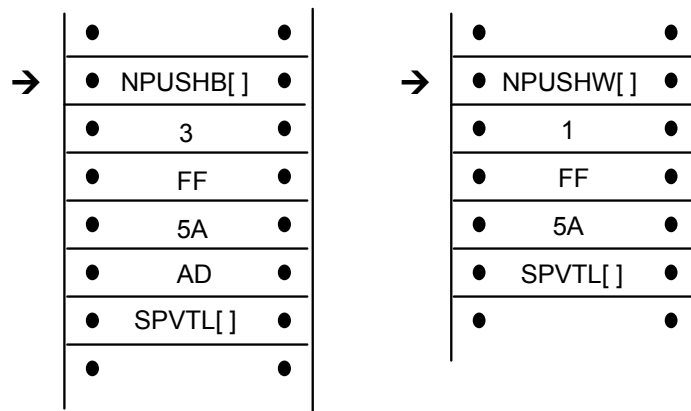 → NPUSHB[ ]
3
FF
5A
AD
SPVTL[ ]
→ NPUSHW[ ]
1
FF
5A
SPVTL[ ]